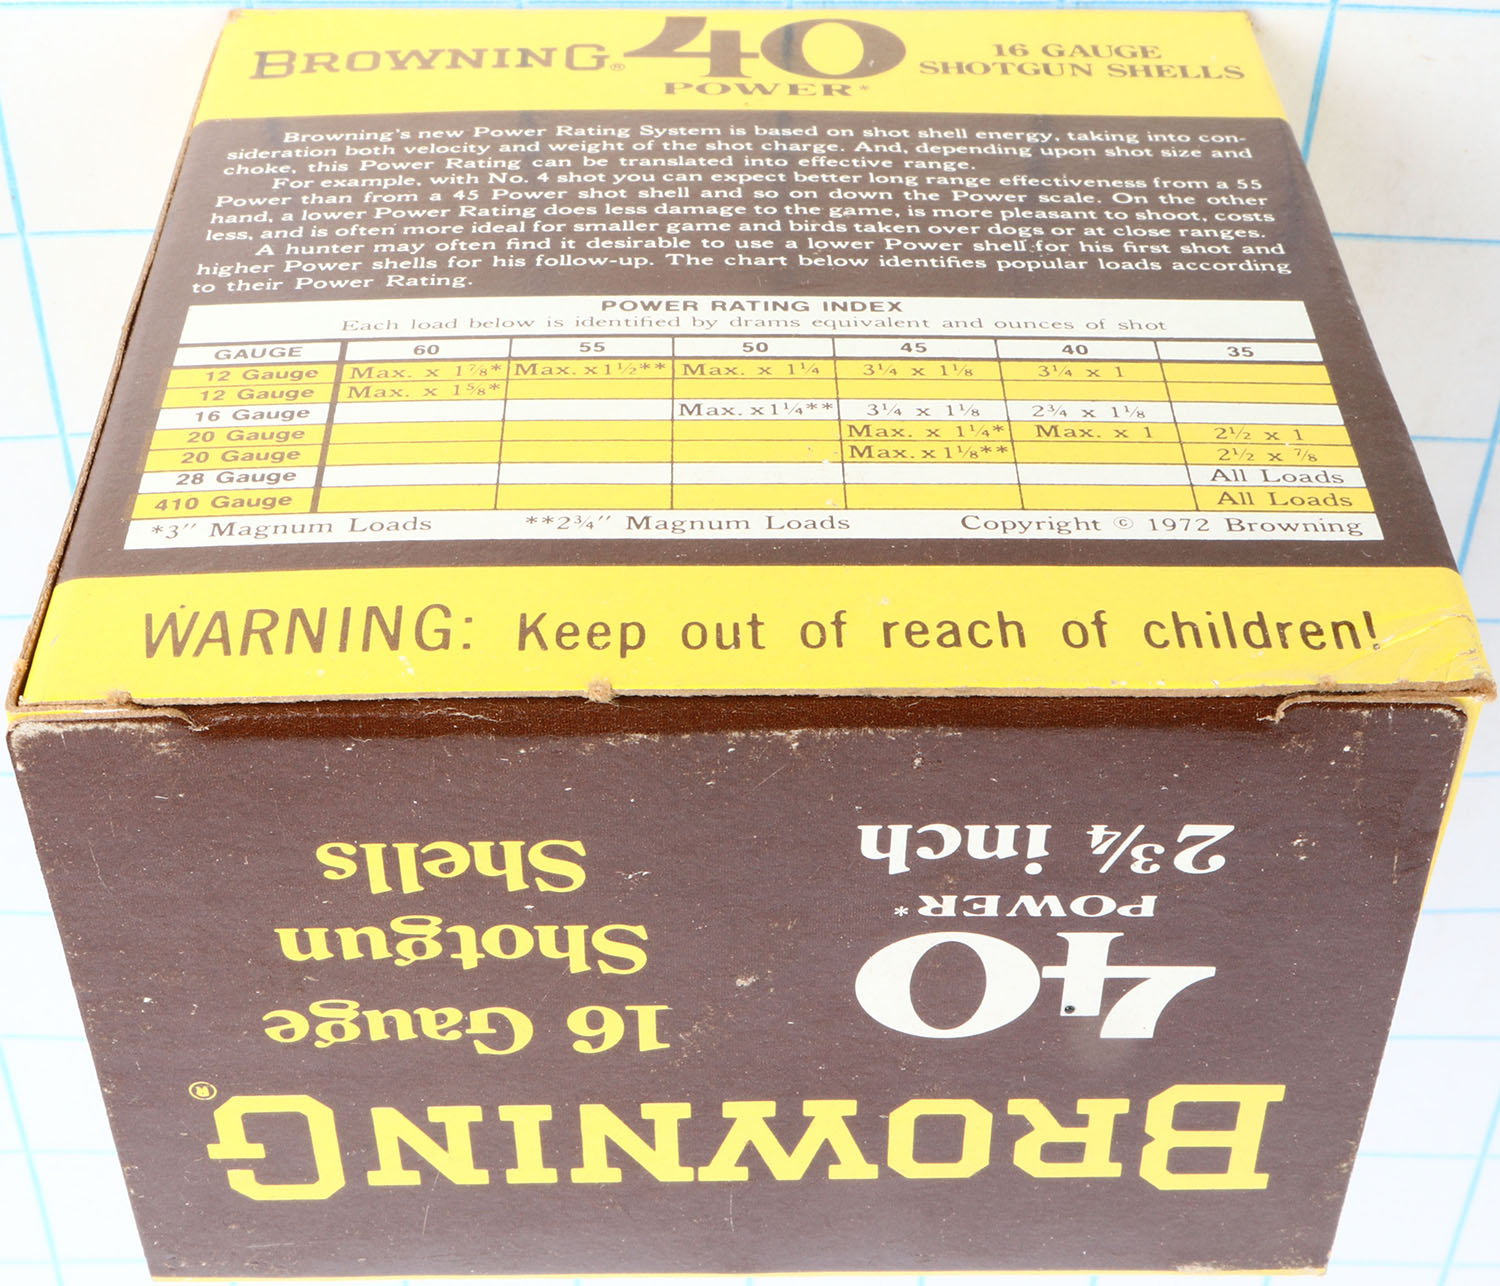 BROWNING® 40 POWER* 16 GAUGE SHOTGUN SHELLS
Browning's new Power Rating System is based on shot shell energy, taking into con-
sideration both velocity and weight of the shot charge. And, depending upon shot size and
choke, this Power Rating can be translated into effective range.
For example, with No. 4 shot you can expect better long range effectiveness from a 55
Power than from a 45 Power shot shell and so on down the Power scale. On the other
hand, a lower Power Rating does less damage to the game, is more pleasant to shoot, costs
less, and is often more ideal for smaller game and birds taken over dogs or at close ranges.
A hunter may often find it desirable to use a lower Power shell for his first shot and
higher Power shells for his follow-up. The chart below identifies popular loads according
to their Power Rating.
POWER RATING INDEX
Each load below is identified by drams equivalent and ounces of shot
GAUGE 60 55 50 45 40 35
12 Gauge Max. x 1⅞* Max. x 1½** Max. x 1¼ 3¼ x 1⅛ 3¼ x 1
12 Gauge Max. x 1⅝*
16 Gauge Max. x 1¼** 3¼ x 1⅛ 2¾ x 1⅛
20 Gauge Max. x 1¼* Max. x 1 2½ x 1
20 Gauge Max. x 1⅛** 2½ x ⅞
28 Gauge All Loads
410 Gauge All Loads
*3" Magnum Loads **2¾" Magnum Loads Copyright © 1972 Browning
WARNING: Keep out of reach of children!
BROWNING®
16 Gauge
Shotgun
Shells
40
POWER*
2¾ inch